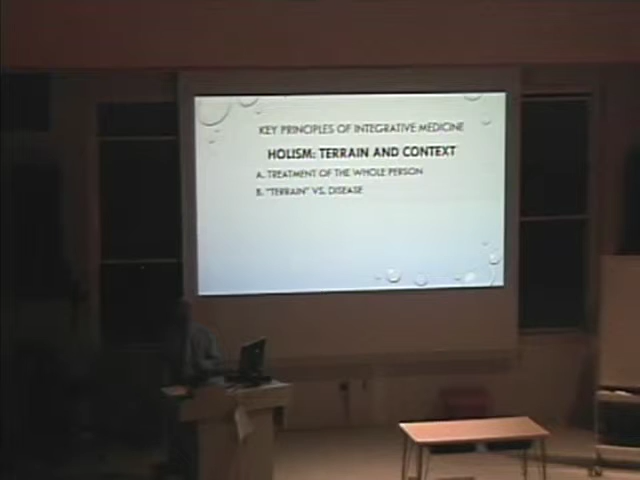 KEY PRINCIPLES OF INTEGRATIVE MEDICINE
HOLISM: TERRAIN AND CONTEXT
A. TREATMENT OF THE WHOLE PERSON
B. "TERRAIN" VS. DISEASE